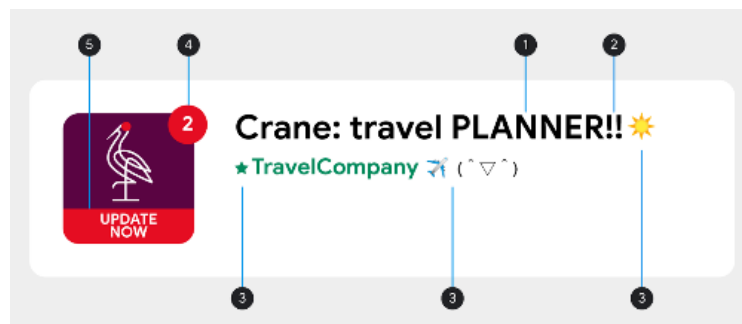 5 4 1 2
2
Crane: travel PLANNER!!☀️
★TravelCompany ✈️ (ˆ▽ˆ)
UPDATE
NOW
3 3 3